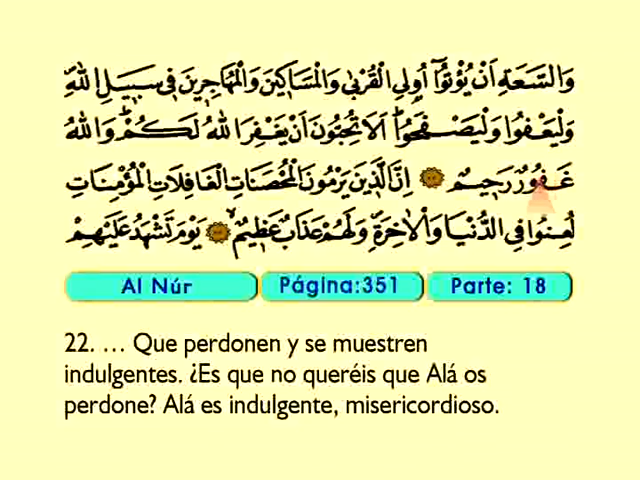 وَالسَّعَةِ أَنْ يُؤْتُوٓا أُولِي الْقُرْبَىٰ وَالْمَسَاكِينَ وَالْمُهَاجِرِينَ فِي سَبِيلِ اللَّهِ
وَلْيَعْفُوا وَلْيَصْفَحُوٓا أَلَا تُحِبُّونَ أَنْ يَغْفِرَ اللَّهُ لَكُمْ وَاللَّهُ
غَفُورٌ رَحِيمٌ إِنَّ الَّذِينَ يَرْمُونَ الْمُحْصَنَاتِ الْغَافِلَاتِ الْمُؤْمِنَاتِ
لُعِنُوا فِي الدُّنْيَا وَالْآخِرَةِ وَلَهُمْ عَذَابٌ عَظِيمٌ يَوْمَ تَشْهَدُ عَلَيْهِمْ
Al Núr Página:351 Parte: 18
22. ... Que perdonen y se muestren
indulgentes. ¿Es que no queréis que Alá os
perdone? Alá es indulgente, misericordioso.